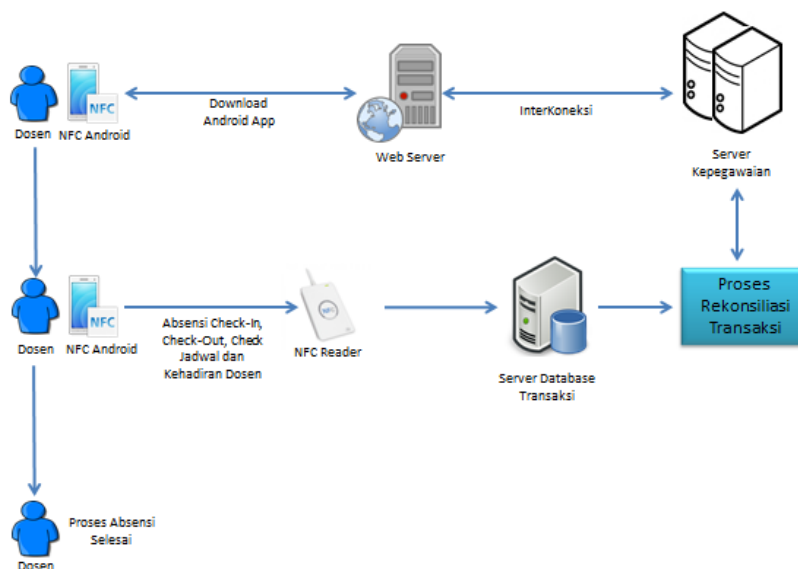 Download
Android App
InterKoneksi
NFC
Dosen
NFC Android
Web Server
Server
Kepegawaian
NFC
Dosen
NFC Android
Absensi Check-In,
Check-Out, Check
Jadwal dan
Kehadiran Dosen
NFC
NFC Reader
Server Database
Transaksi
Proses
Rekonsiliasi
Transaksi
Proses Absensi
Selesai
Dosen